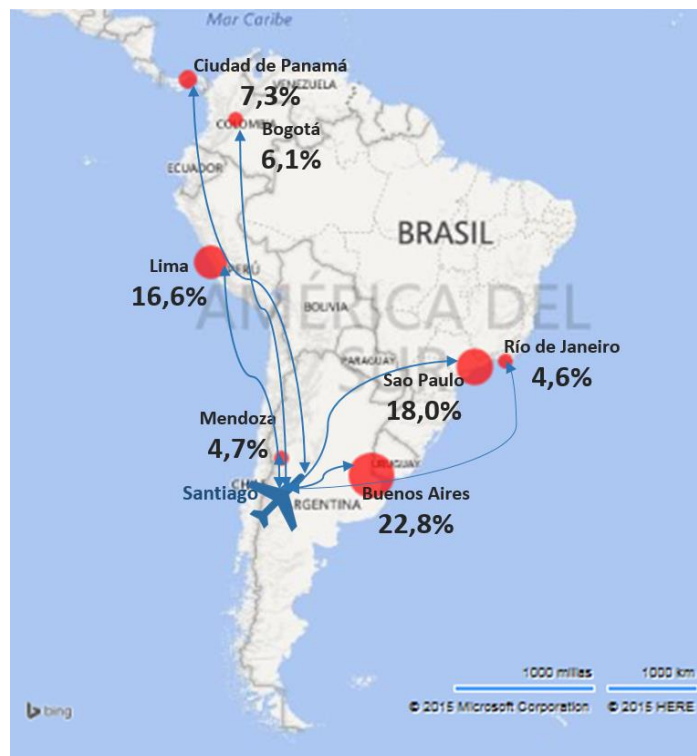 Mar Caribe
Ciudad de Panamá
7,3%
VENEZUELA
COLOMBIA
Bogotá
6,1%
ECUADOR
BRASIL
Lima
PERÚ
16,6%
AMÉRICA DEL
SUR
BOLIVIA
PARAGUAY
Río de Janeiro
4,6%
Sao Paulo
18,0%
Mendoza
4,7%
URUGUAY
Santiago
CHILE
ARGENTINA
Buenos Aires
22,8%
1000 millas
1000 km
bing
© 2015 Microsoft Corporation
© 2015 HERE